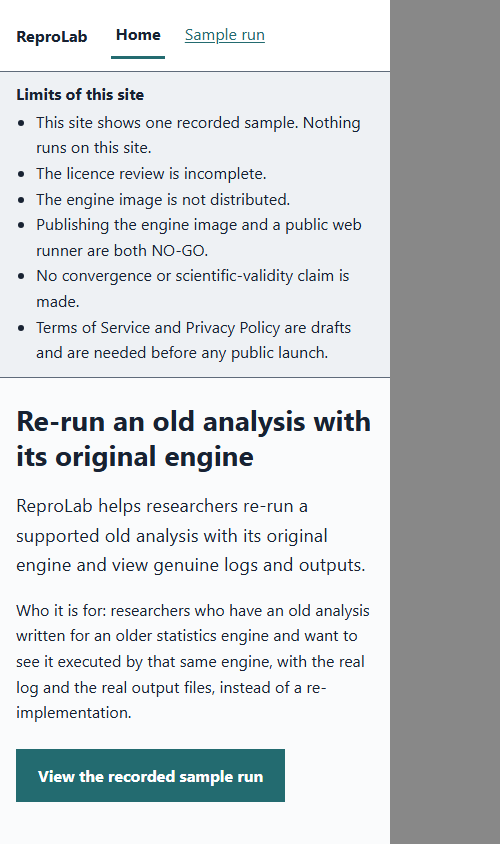 ReproLab Home Sample run
Limits of this site
This site shows one recorded sample. Nothing
runs on this site.
The licence review is incomplete.
The engine image is not distributed.
Publishing the engine image and a public web
runner are both NO-GO.
No convergence or scientific-validity claim is
made.
Terms of Service and Privacy Policy are drafts
and are needed before any public launch.
Re-run an old analysis with
its original engine
ReproLab helps researchers re-run a
supported old analysis with its original
engine and view genuine logs and outputs.
Who it is for: researchers who have an old analysis
written for an older statistics engine and want to
see it executed by that same engine, with the real
log and the real output files, instead of a re-
implementation.
View the recorded sample run